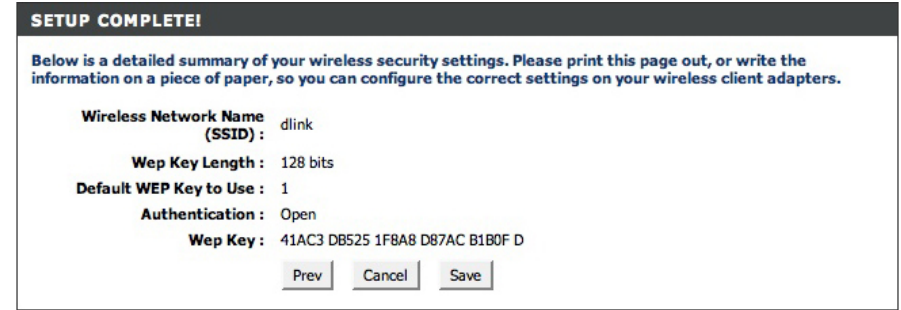 SETUP COMPLETE!
Below is a detailed summary of your wireless security settings. Please print this page out, or write the
information on a piece of paper, so you can configure the correct settings on your wireless client adapters.
Wireless Network Name
(SSID) : dlink
Wep Key Length : 128 bits
Default WEP Key to Use : 1
Authentication : Open
Wep Key : 41AC3 DB525 1F8A8 D87AC B1B0F D
Prev Cancel Save